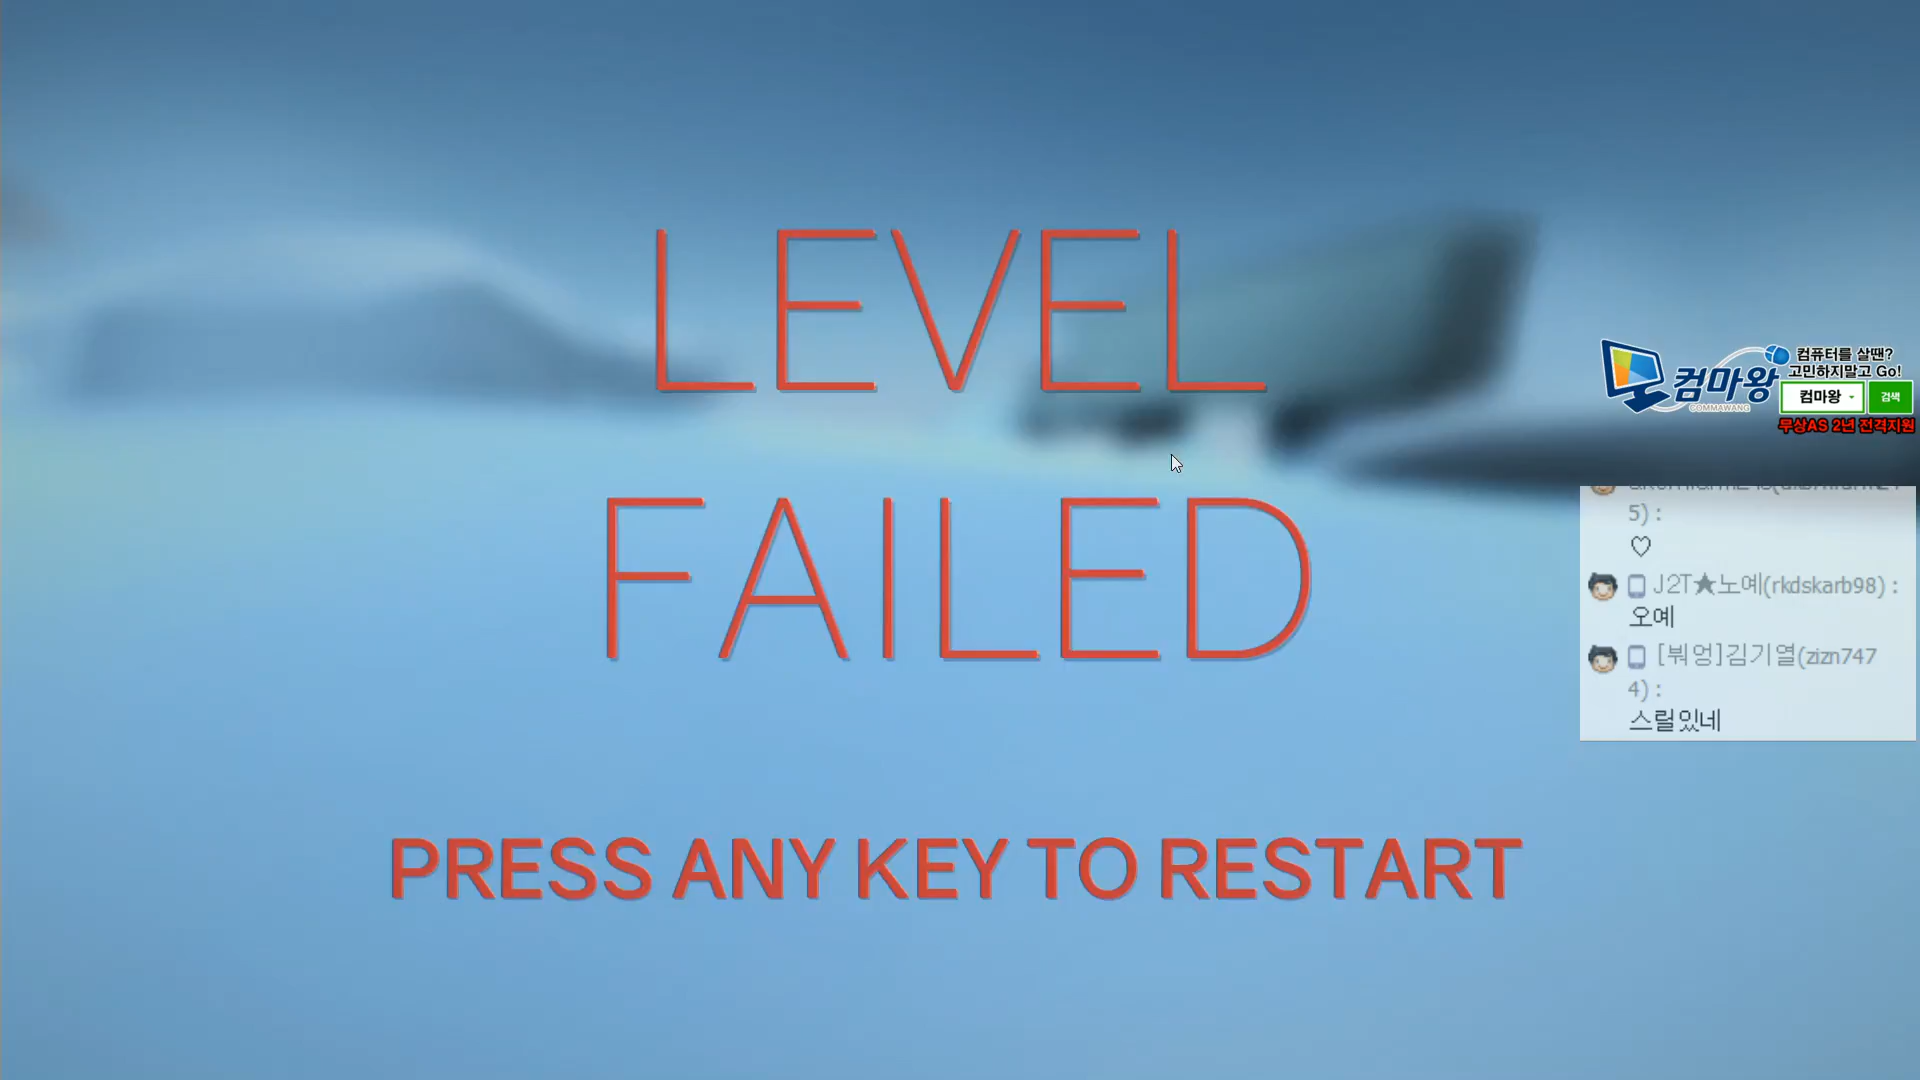 LEVEL
FAILED
PRESS ANY KEY TO RESTART
컴마왕
COMMAWANG
컴퓨터를 살땐?
고민하지말고 Go!
컴마왕
검색
무상AS 2년 전격지원
5) :
♡
J2T★노예(rkdskarb98) :
오예
[붜엉]김기열(zizn747
4) :
스릴있네